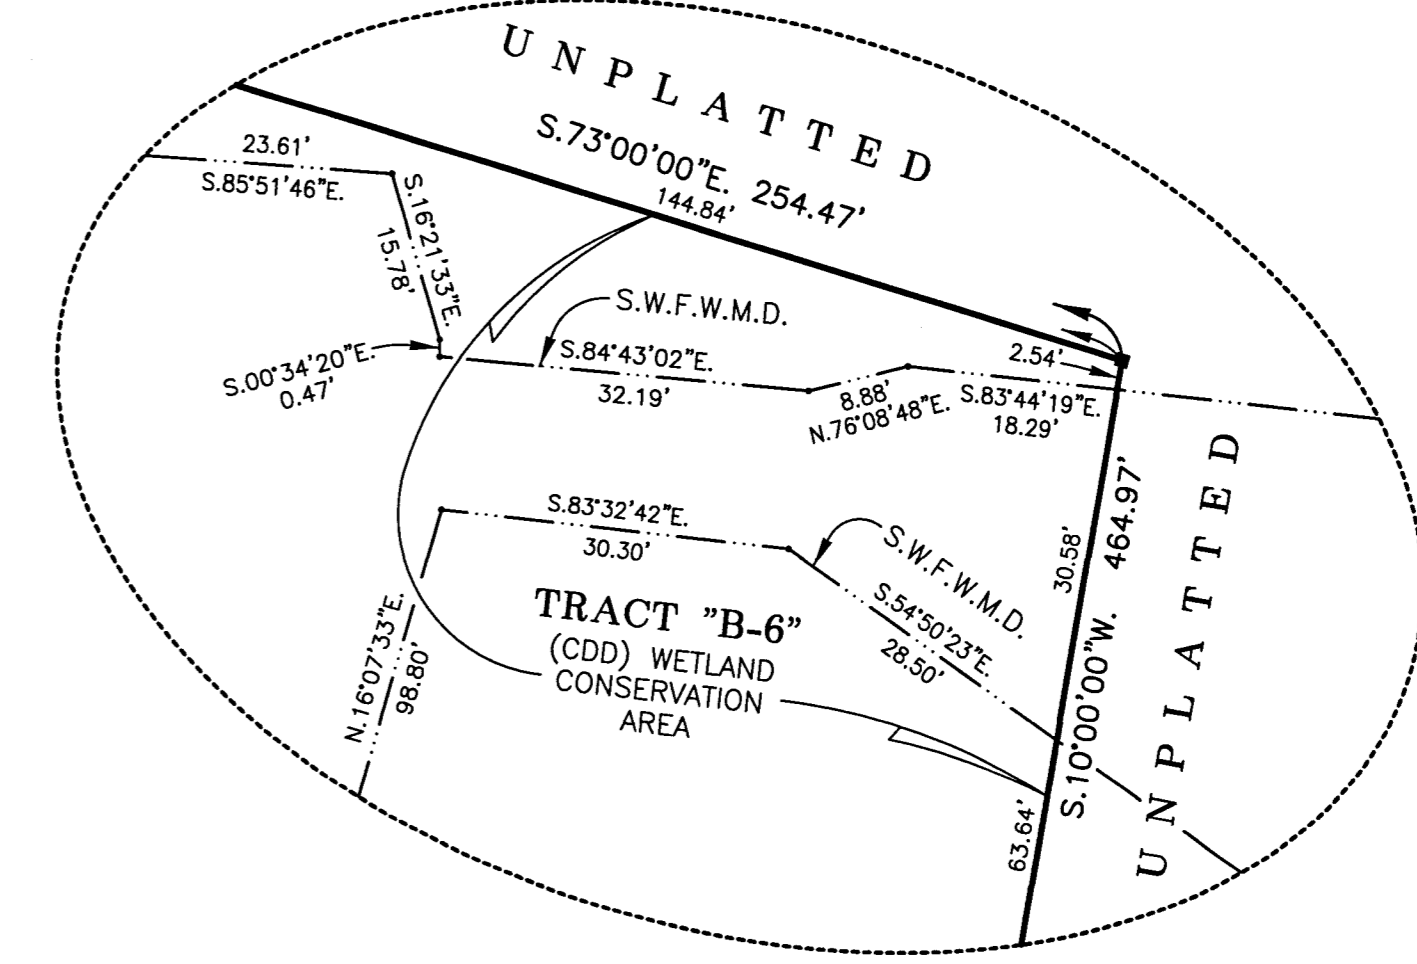 UNPLATTED
S.73°00'00"E. 254.47'
144.84'
23.61'
S.85°51'46"E.
S.16°21'33"E.
15.78'
S.W.F.W.M.D.
S.00°34'20"E.
0.47'
S.84°43'02"E.
32.19'
2.54'
8.88'
N.76°08'48"E.
S.83°44'19"E.
18.29'
S.83°32'42"E.
30.30'
S.W.F.W.M.D.
S.54°50'23"E.
28.50'
30.58'
S.10°00'00"W. 464.97'
UNPLATTED
TRACT "B-6"
(CDD) WETLAND
CONSERVATION
AREA
N.16°07'33"E.
98.80'
63.64'